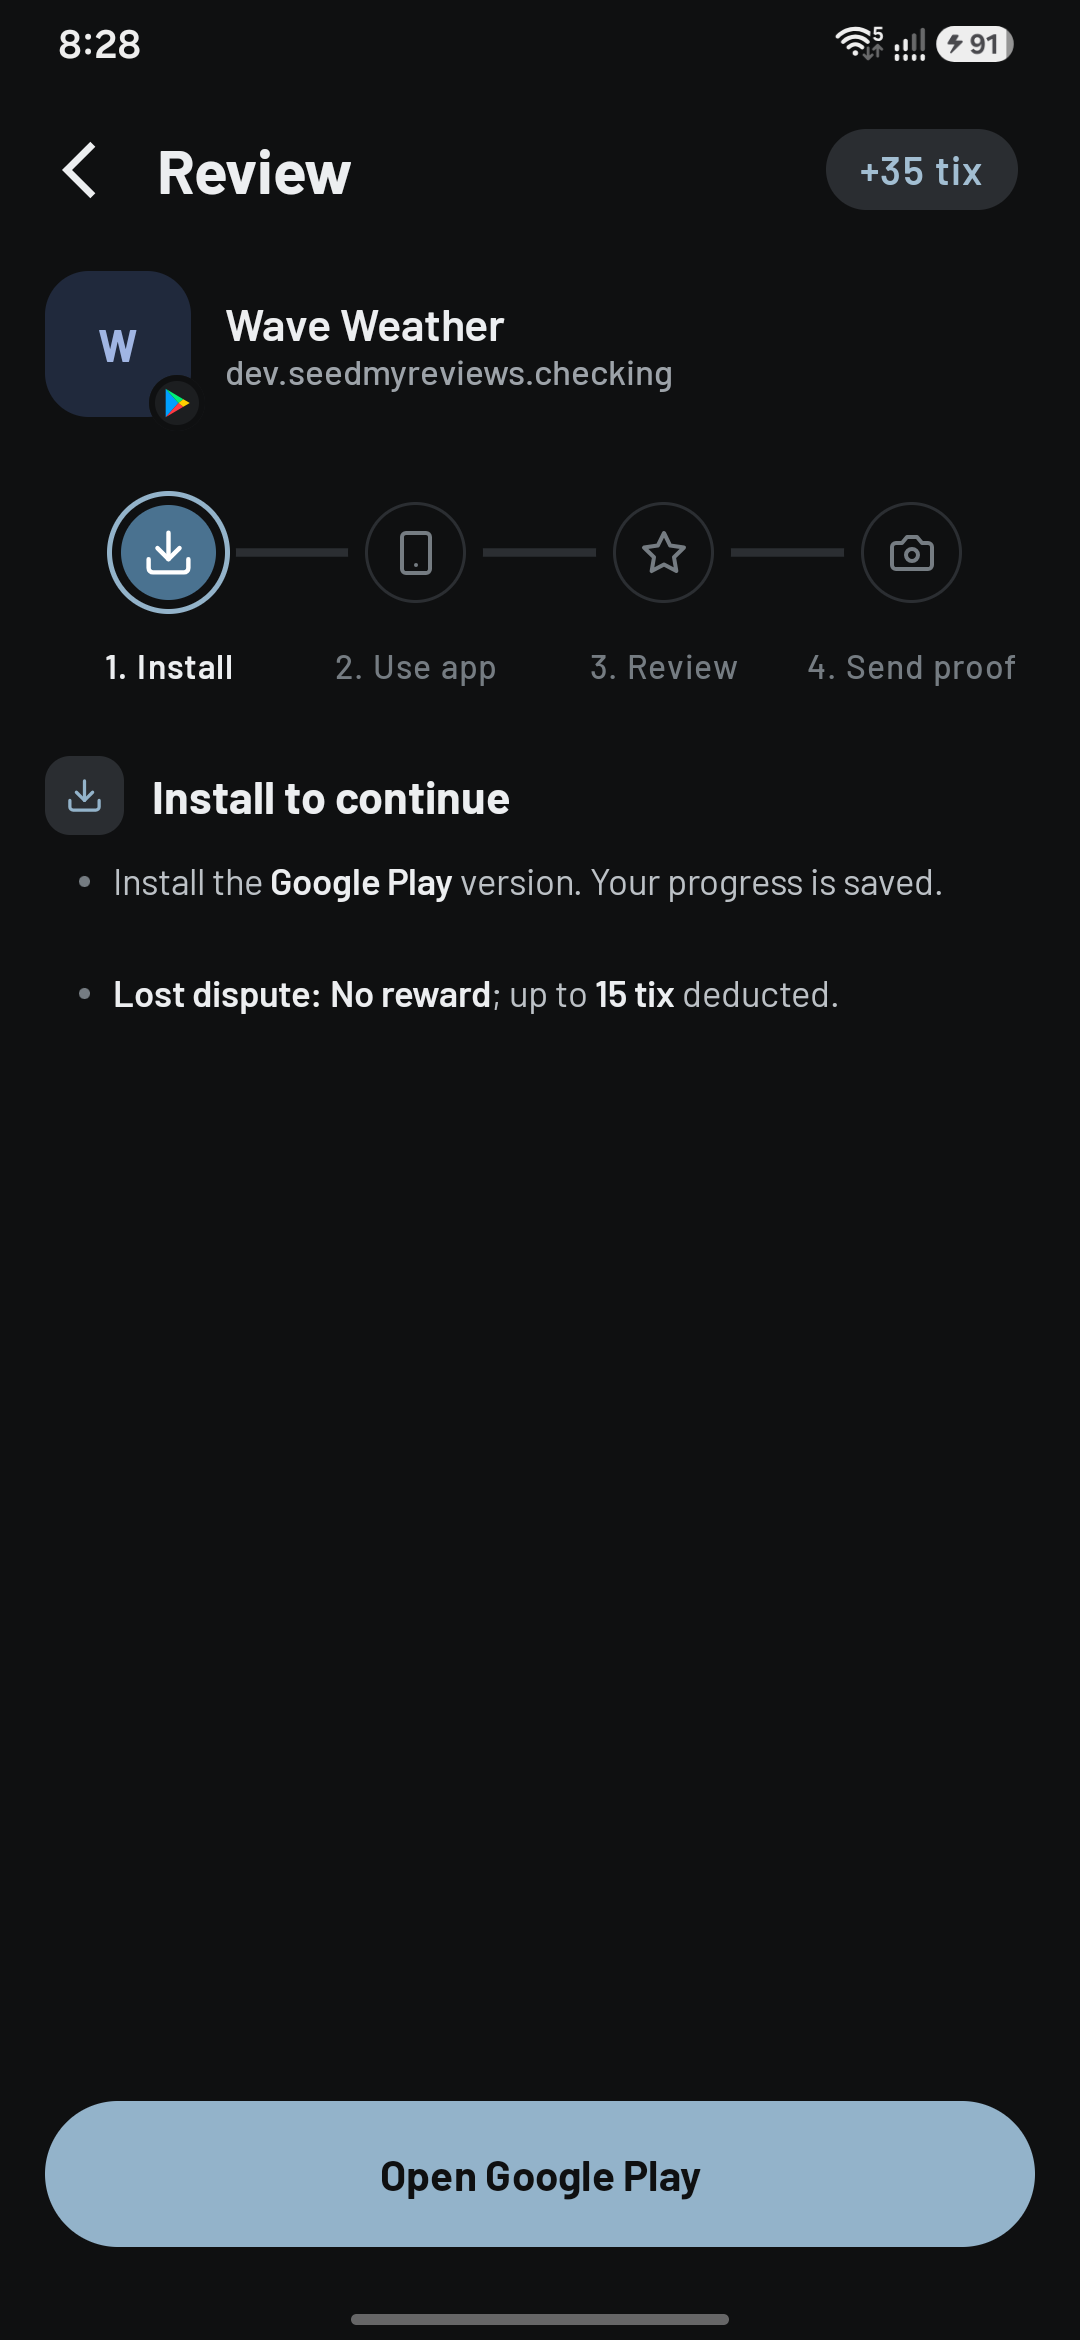 8:28
5
91
Review
+35 tix
W
Wave Weather
dev.seedmyreviews.checking
1. Install
2. Use app
3. Review
4. Send proof
Install to continue
• Install the Google Play version. Your progress is saved.
• Lost dispute: No reward; up to 15 tix deducted.
Open Google Play